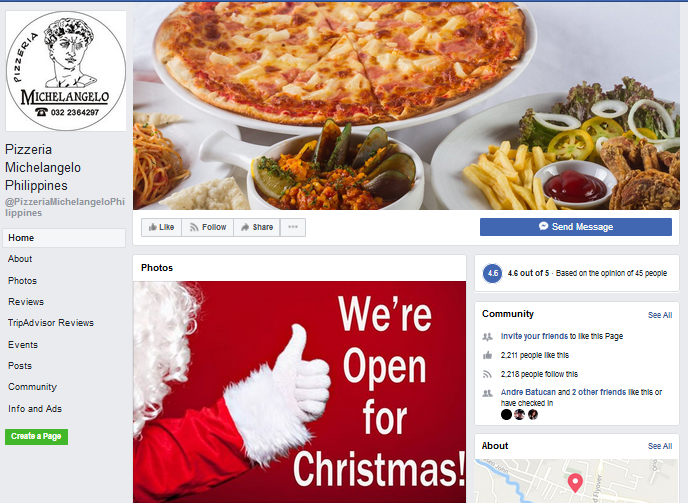 PIZZERIA
MICHELANGELO
032 2364297
Pizzeria
Michelangelo
Philippines
@PizzeriaMichelangeloPhi
lippines
Home
About
Photos
Reviews
TripAdvisor Reviews
Events
Posts
Community
Info and Ads
Create a Page
Like
Follow
Share
Send Message
Photos
We're
Open
for
Christmas!
4.6
4.6 out of 5 · Based on the opinion of 45 people
Community
See All
Invite your friends to like this Page
2,211 people like this
2,218 people follow this
Andre Batucan and 2 other friends like this or
have checked in
About
See All